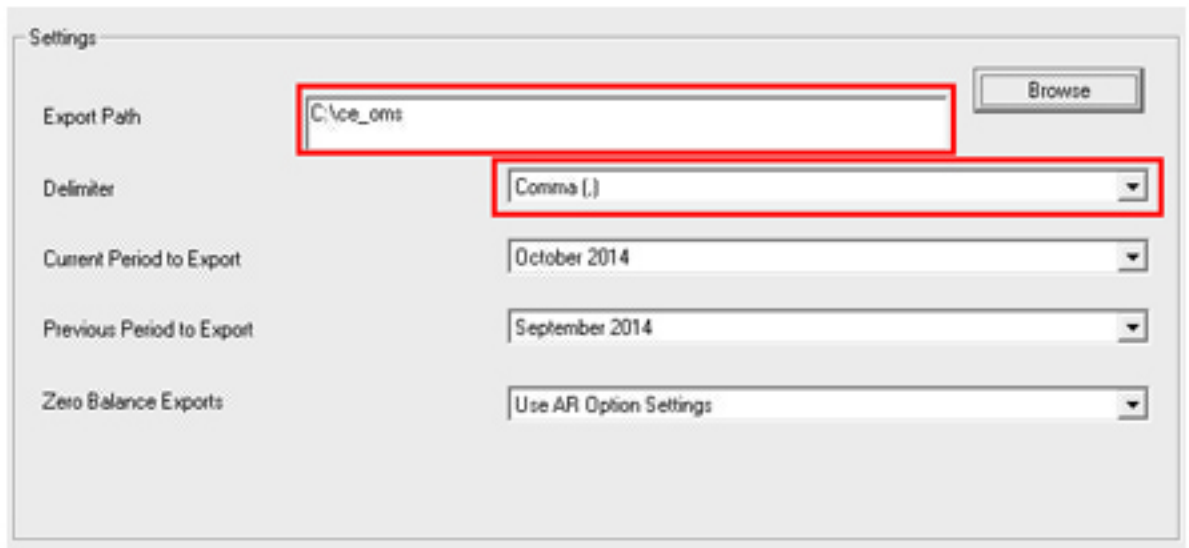 Settings
Export Path
C:\ce_oms
Browse
Delimiter
Comma (,)
Current Period to Export
October 2014
Previous Period to Export
September 2014
Zero Balance Exports
Use AR Option Settings